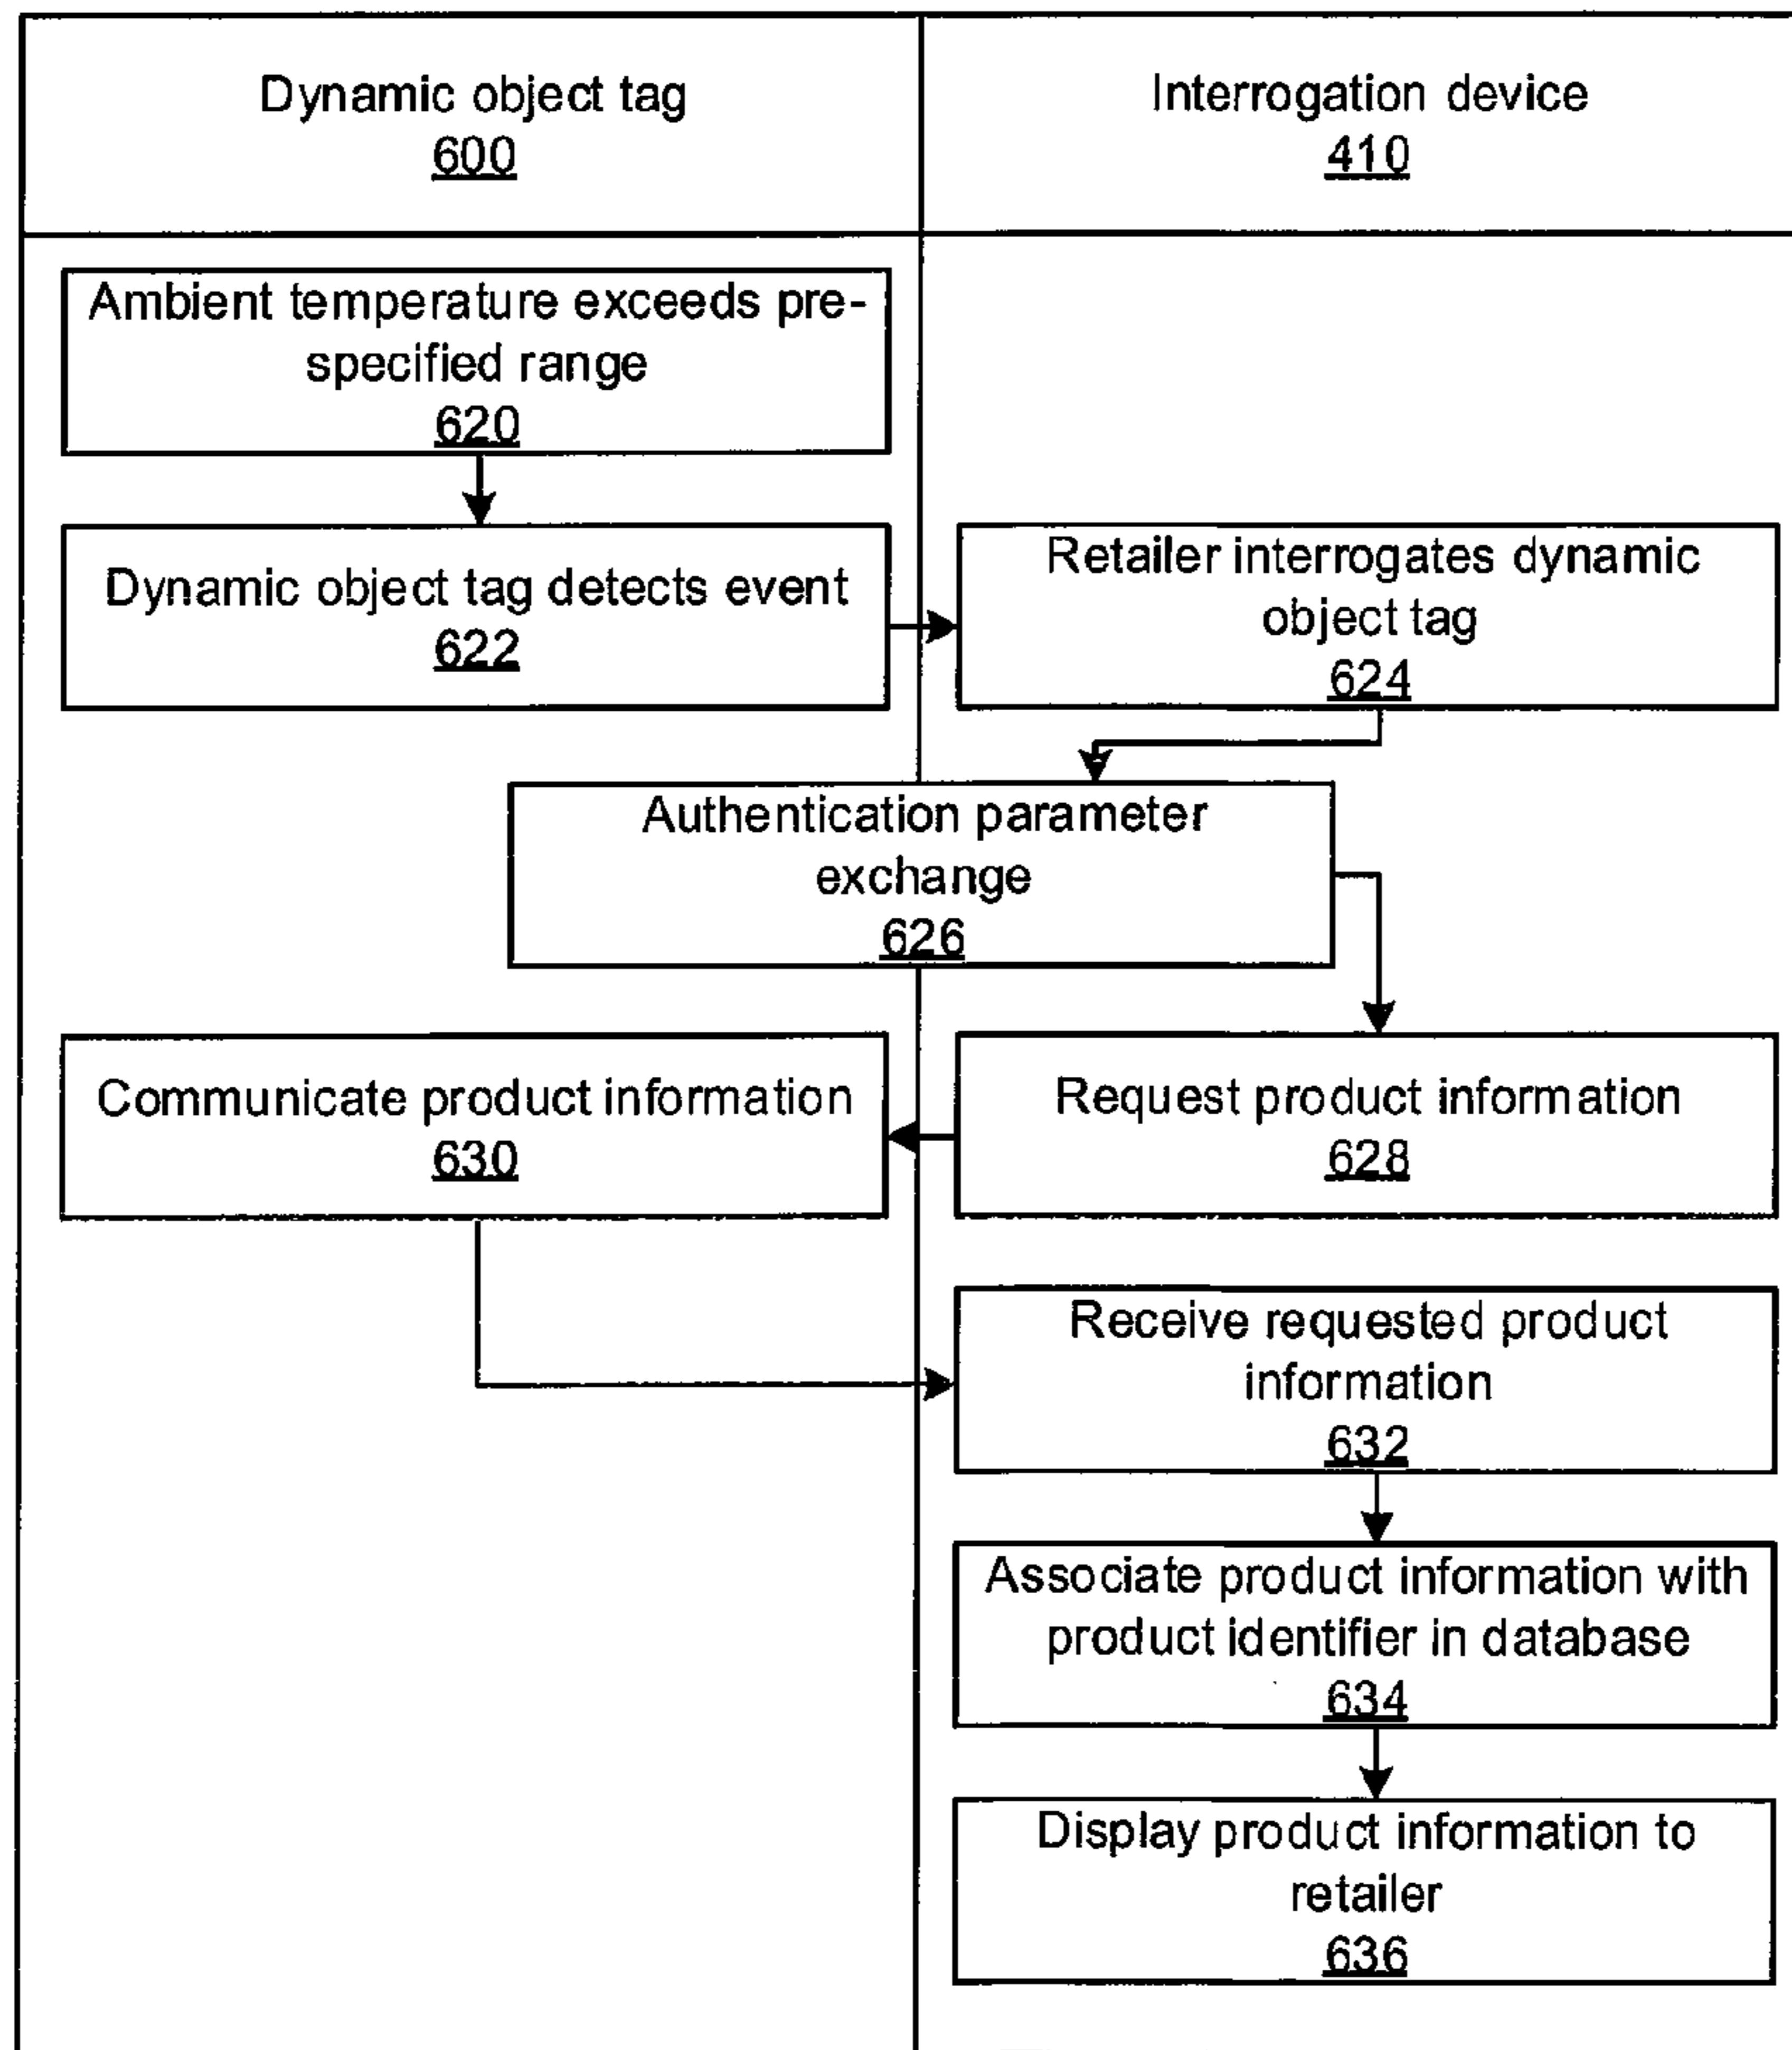 Dynamic object tag
600
Interrogation device
410
Ambient temperature exceeds pre-
specified range
620
Dynamic object tag detects event
622
Retailer interrogates dynamic
object tag
624
Authentication parameter
exchange
626
Communicate product information
630
Request product information
628
Receive requested product
information
632
Associate product information with
product identifier in database
634
Display product information to
retailer
636